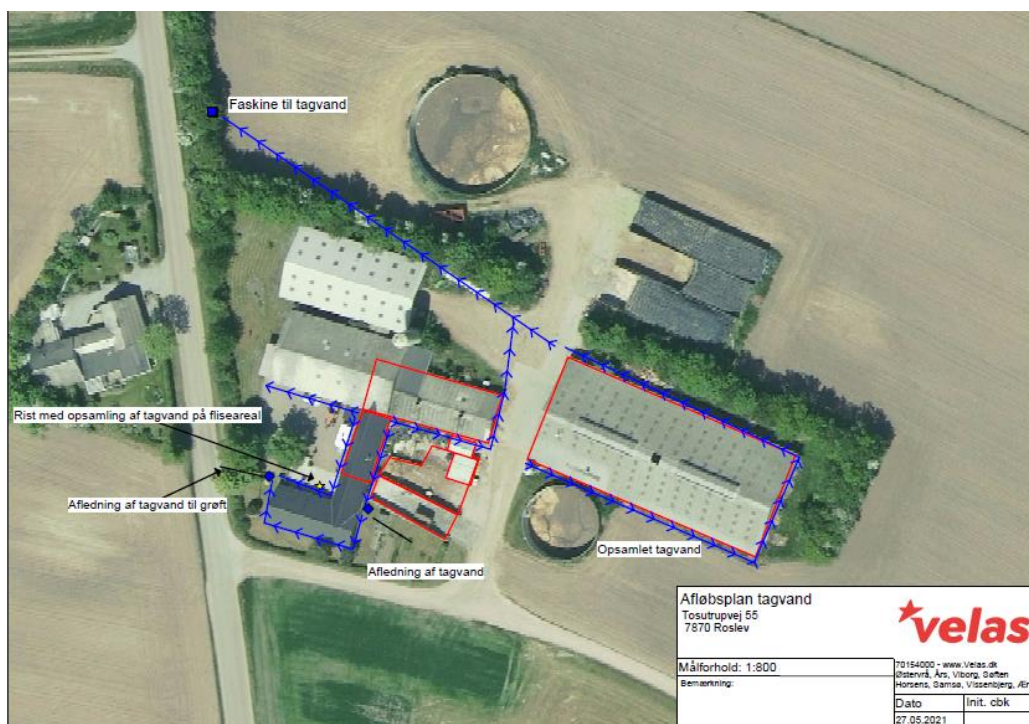 Faskine til tagvand
Rist med opsamling af tagvand på fliseareal
Afledning af tagvand til grøft
Afledning af tagvand
Opsamlet tagvand
Afløbsplan tagvand
Tosutrupvej 55
7870 Roslev
velas
Målforhold: 1:800
Bemærkning:
70154000 - www.Velas.dk
Østervrå, Års, Viborg, Søften
Horsens, Samsø, Vissenbjerg,
Dato
Init. cbk
27.05.2021